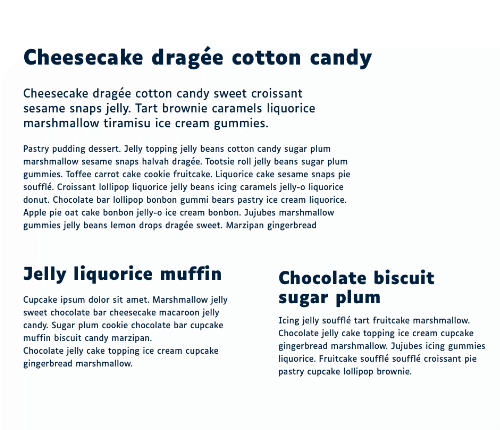 Cheesecake dragée cotton candy
Cheesecake dragée cotton candy sweet croissant
sesame snaps jelly. Tart brownie caramels liquorice
marshmallow tiramisu ice cream gummies.
Pastry pudding dessert. Jelly topping jelly beans cotton candy sugar plum
marshmallow sesame snaps halvah dragée. Tootsie roll jelly beans sugar plum
gummies. Toffee carrot cake cookie fruitcake. Liquorice cake sesame snaps pie
soufflé. Croissant lollipop liquorice jelly beans icing caramels jelly-o liquorice
donut. Chocolate bar lollipop bonbon gummi bears pastry ice cream liquorice.
Apple pie oat cake bonbon jelly-o ice cream bonbon. Jujubes marshmallow
gummies jelly beans lemon drops dragée sweet. Marzipan gingerbread
Jelly liquorice muffin
Cupcake ipsum dolor sit amet. Marshmallow jelly
sweet chocolate bar cheesecake macaroon jelly
candy. Sugar plum cookie chocolate bar cupcake
muffin biscuit candy marzipan.
Chocolate jelly cake topping ice cream cupcake
gingerbread marshmallow.
Chocolate biscuit
sugar plum
Icing jelly soufflé tart fruitcake marshmallow.
Chocolate jelly cake topping ice cream cupcake
gingerbread marshmallow. Jujubes icing gummies
liquorice. Fruitcake soufflé soufflé croissant pie
pastry cupcake lollipop brownie.